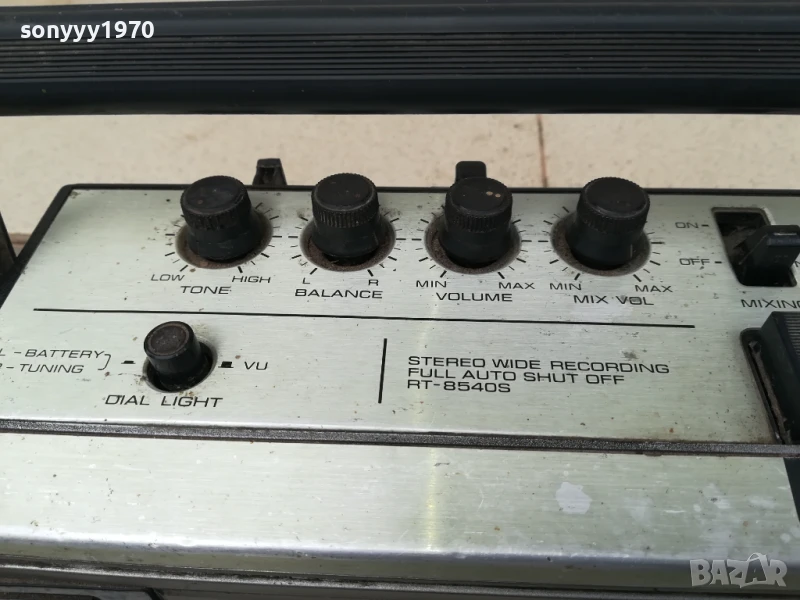 sonyyy1970
LOW HIGH L R MIN MAX MIN MAX
TONE BALANCE VOLUME MIX VOL
ON-
OFF-
MIXING
L - BATTERY
- TUNING
VU
DIAL LIGHT
STEREO WIDE RECORDING
FULL AUTO SHUT OFF
RT-8540S
BAZAR